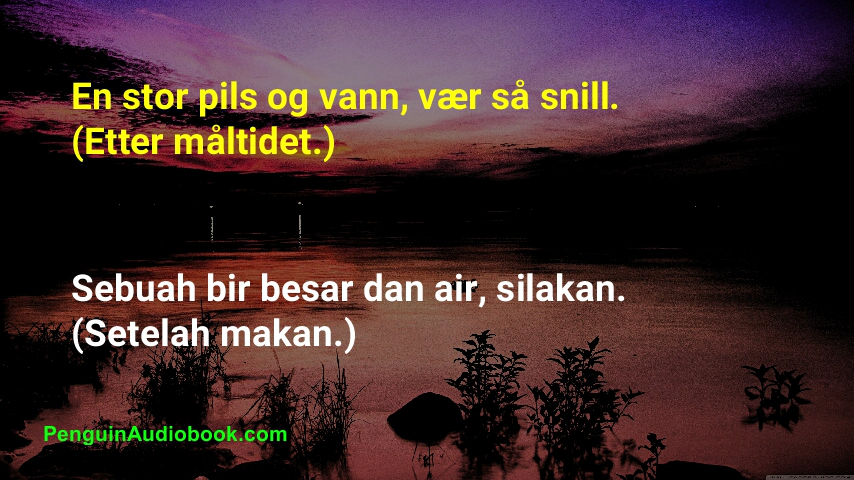 En stor pils og vann, vær så snill.
(Etter måltidet.)
Sebuah bir besar dan air, silakan.
(Setelah makan.)
PenguinAudiobook.com